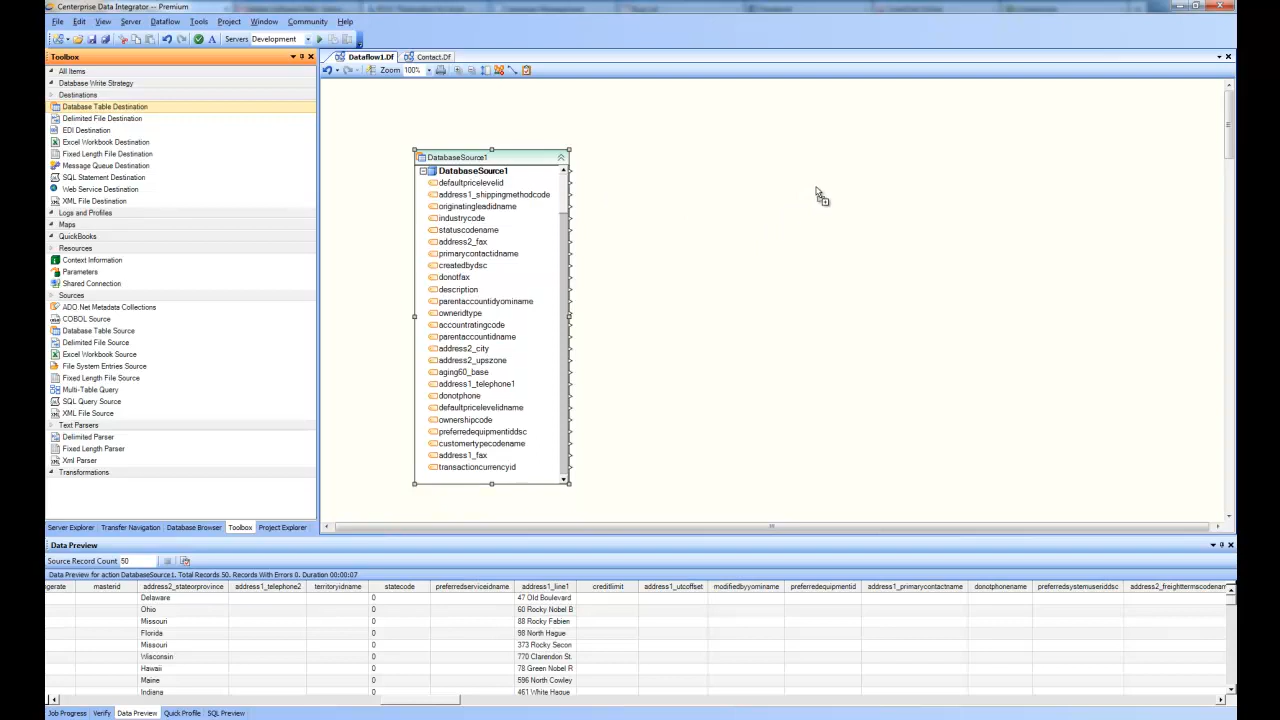 Centerprise Data Integrator -- Premium
File Edit View Server Dataflow Tools Project Window Community Help
Servers Development
Toolbox
All Items
Database Write Strategy
Destinations
Database Table Destination
Delimited File Destination
EDI Destination
Excel Workbook Destination
Fixed Length File Destination
Message Queue Destination
SQL Statement Destination
Web Service Destination
XML File Destination
Logs and Profiles
Maps
QuickBooks
Resources
Context Information
Parameters
Shared Connection
Sources
ADO.Net Metadata Collections
COBOL Source
Database Table Source
Delimited File Source
Excel Workbook Source
File System Entries Source
Fixed Length File Source
Multi-Table Query
SQL Query Source
XML File Source
Text Parsers
Delimited Parser
Fixed Length Parser
Xml Parser
Transformations
Server Explorer Transfer Navigation Database Browser Toolbox Project Explorer
Dataflow1.Df Contact.Df
Zoom 100%
DatabaseSource1
DatabaseSource1
defaultpricelevelid
address1_shippingmethodcode
originatingleadidname
industrycode
statuscodename
address2_fax
primarycontactidname
createdbydsc
donotfax
description
parentaccountidyominame
owneridtype
accountratingcode
parentaccountidname
address2_city
address2_upszone
aging60_base
address1_telephone1
donotphone
defaultpricelevelidname
ownershipcode
preferredequipmentiddsc
customertypecodename
address1_fax
transactioncurrencyid
Data Preview
Source Record Count 50
Data Preview for action DatabaseSource1. Total Records 50. Records With Errors 0. Duration 00:00:07
ngerate masterid address2_stateorprovince address1_telephone2 territoryidname statecode preferredserviceidname address1_line1 creditlimit address1_utcoffset modifiedbyyominame preferredequipmentid address1_primarycontactname donotphonename preferredsystemuseriddsc address2_freighttermscodenam
Delaware 0 47 Old Boulevard
Ohio 0 60 Rocky Nobel B
Missouri 0 88 Rocky Fabien
Florida 0 98 North Hague
Missouri 0 373 Rocky Secon
Wisconsin 0 770 Clarendon St.
Hawaii 0 78 Green Nobel R
Maine 0 596 North Cowley
Indiana 0 461 White Hague
Job Progress Verify Data Preview Quick Profile SQL Preview